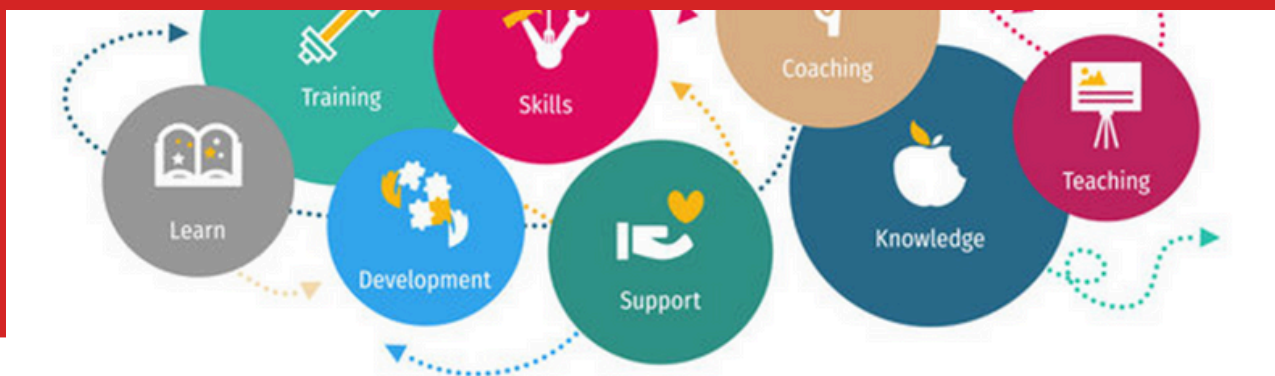 Training
Skills
Coaching
Teaching
Learn
Development
Support
Knowledge